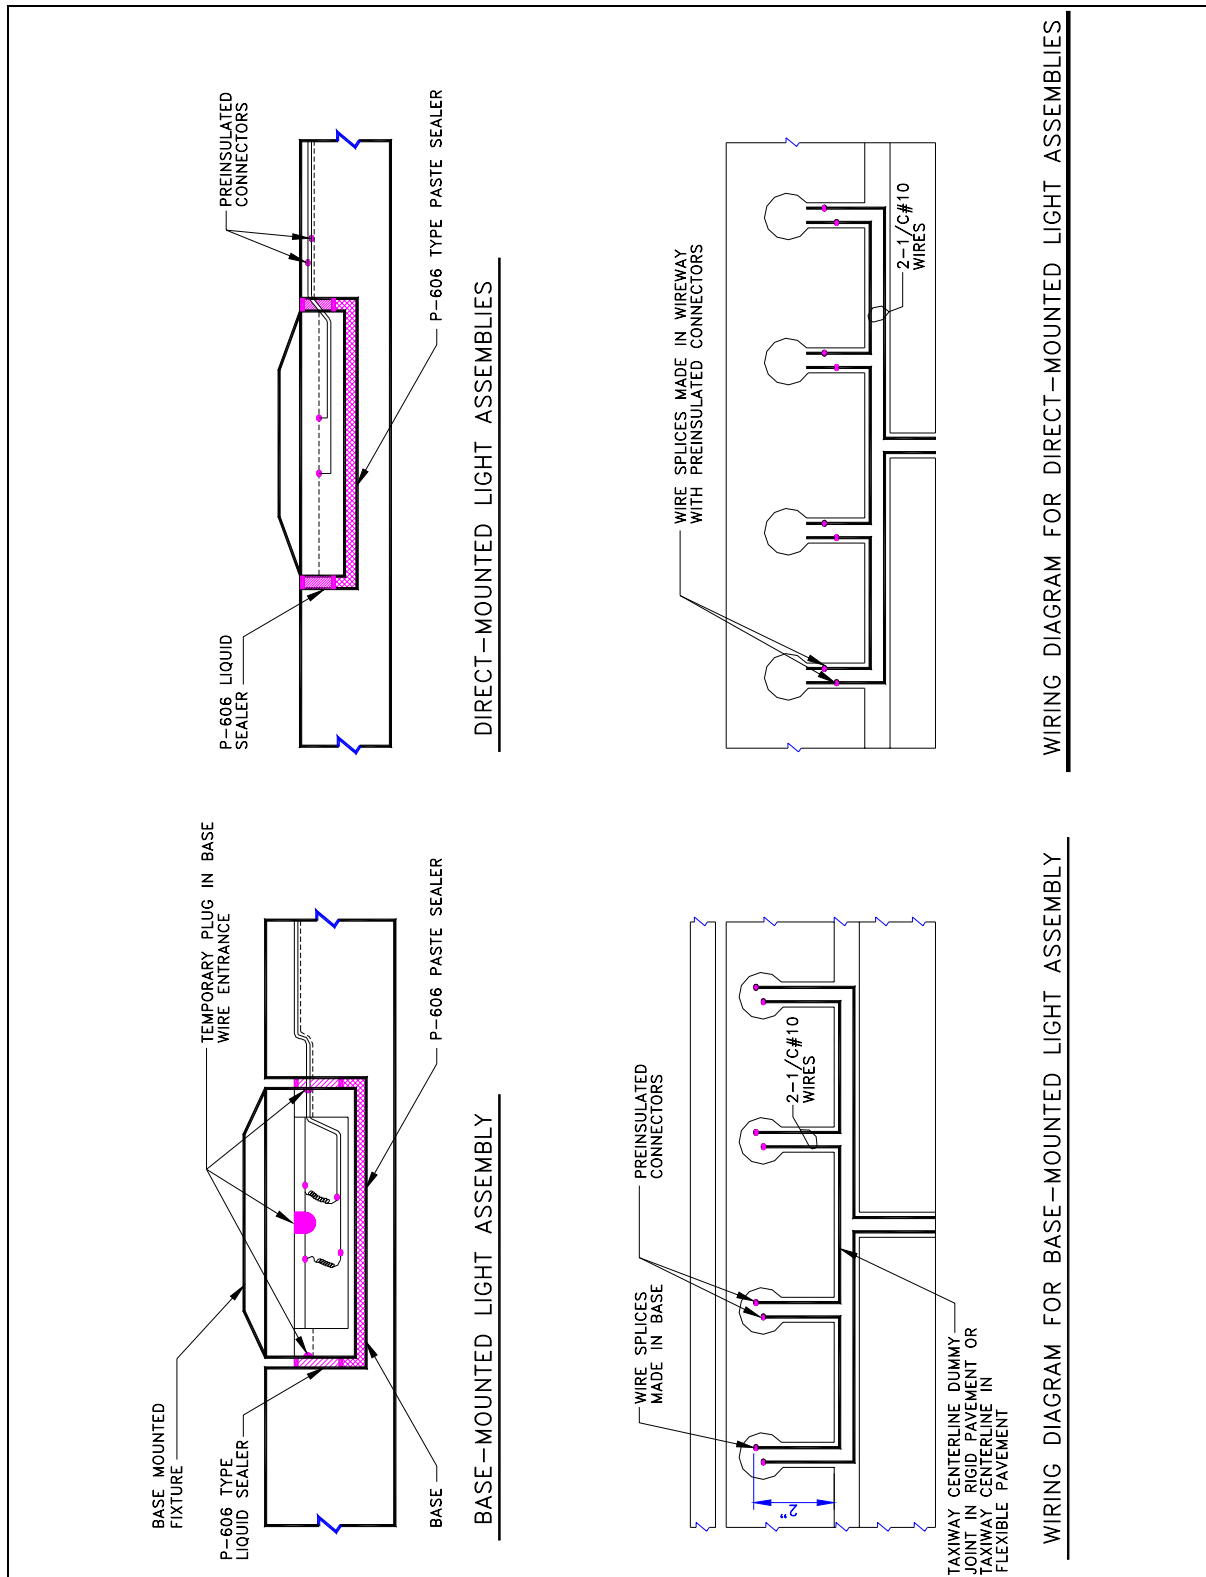 BASE MOUNTED
FIXTURE
P-606 TYPE
LIQUID SEALER
BASE
TEMPORARY PLUG IN BASE
WIRE ENTRANCE
P-606 PASTE SEALER
BASE-MOUNTED LIGHT ASSEMBLY
P-606 LIQUID
SEALER
PREINSULATED
CONNECTORS
P-606 TYPE PASTE SEALER
DIRECT-MOUNTED LIGHT ASSEMBLIES
WIRE SPLICES
MADE IN BASE
PREINSULATED
CONNECTORS
2-1/C#10
WIRES
2"
TAXIWAY CENTERLINE DUMMY
JOINT IN RIGID PAVEMENT OR
TAXIWAY CENTERLINE IN
FLEXIBLE PAVEMENT
WIRING DIAGRAM FOR BASE-MOUNTED LIGHT ASSEMBLY
WIRE SPLICES MADE IN WIREWAY
WITH PREINSULATED CONNECTORS
2-1/C#10
WIRES
WIRING DIAGRAM FOR DIRECT-MOUNTED LIGHT ASSEMBLIES